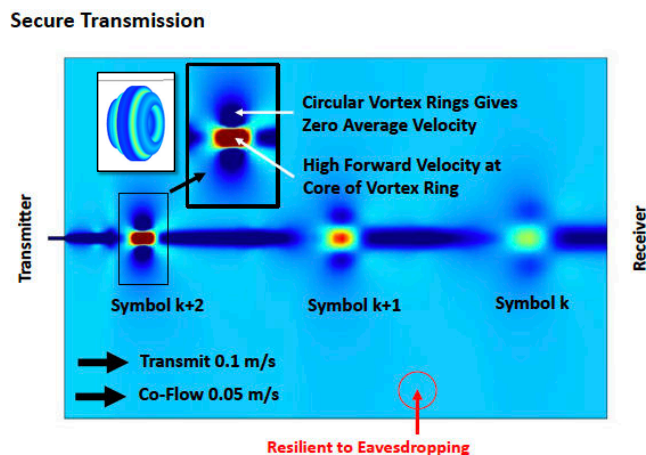 Secure Transmission
Circular Vortex Rings Gives
Zero Average Velocity
High Forward Velocity at
Core of Vortex Ring
Transmitter
Receiver
Symbol k+2
Symbol k+1
Symbol k
Transmit 0.1 m/s
Co-Flow 0.05 m/s
Resilient to Eavesdropping